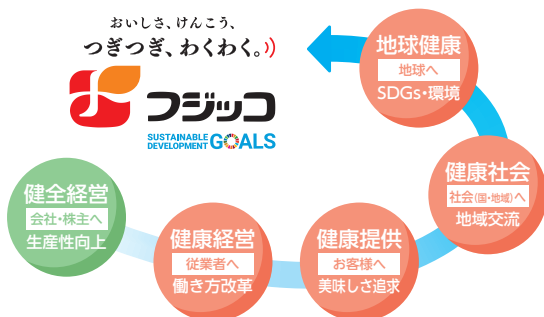 おいしさ、けんこう、
つぎつぎ、わくわく。
フジッコ
SUSTAINABLE
DEVELOPMENT GOALS
健全経営
会社・株主へ
生産性向上
健康経営
従業者へ
働き方改革
健康提供
お客様へ
美味しさ追求
健康社会
社会(国・地域)へ
地域交流
地球健康
地球へ
SDGs・環境